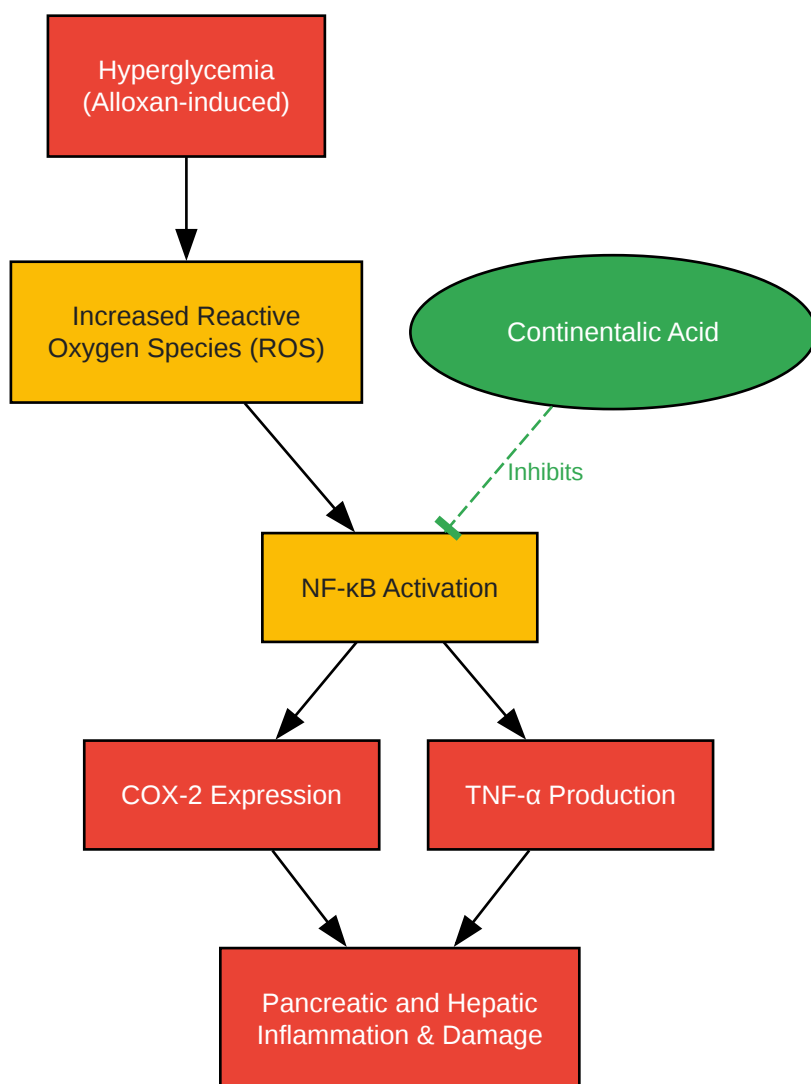 Hyperglycemia
(Alloxan-induced)
Increased Reactive
Oxygen Species (ROS)
Continentalic Acid
Inhibits
NF-κB Activation
COX-2 Expression
TNF-α Production
Pancreatic and Hepatic
Inflammation & Damage